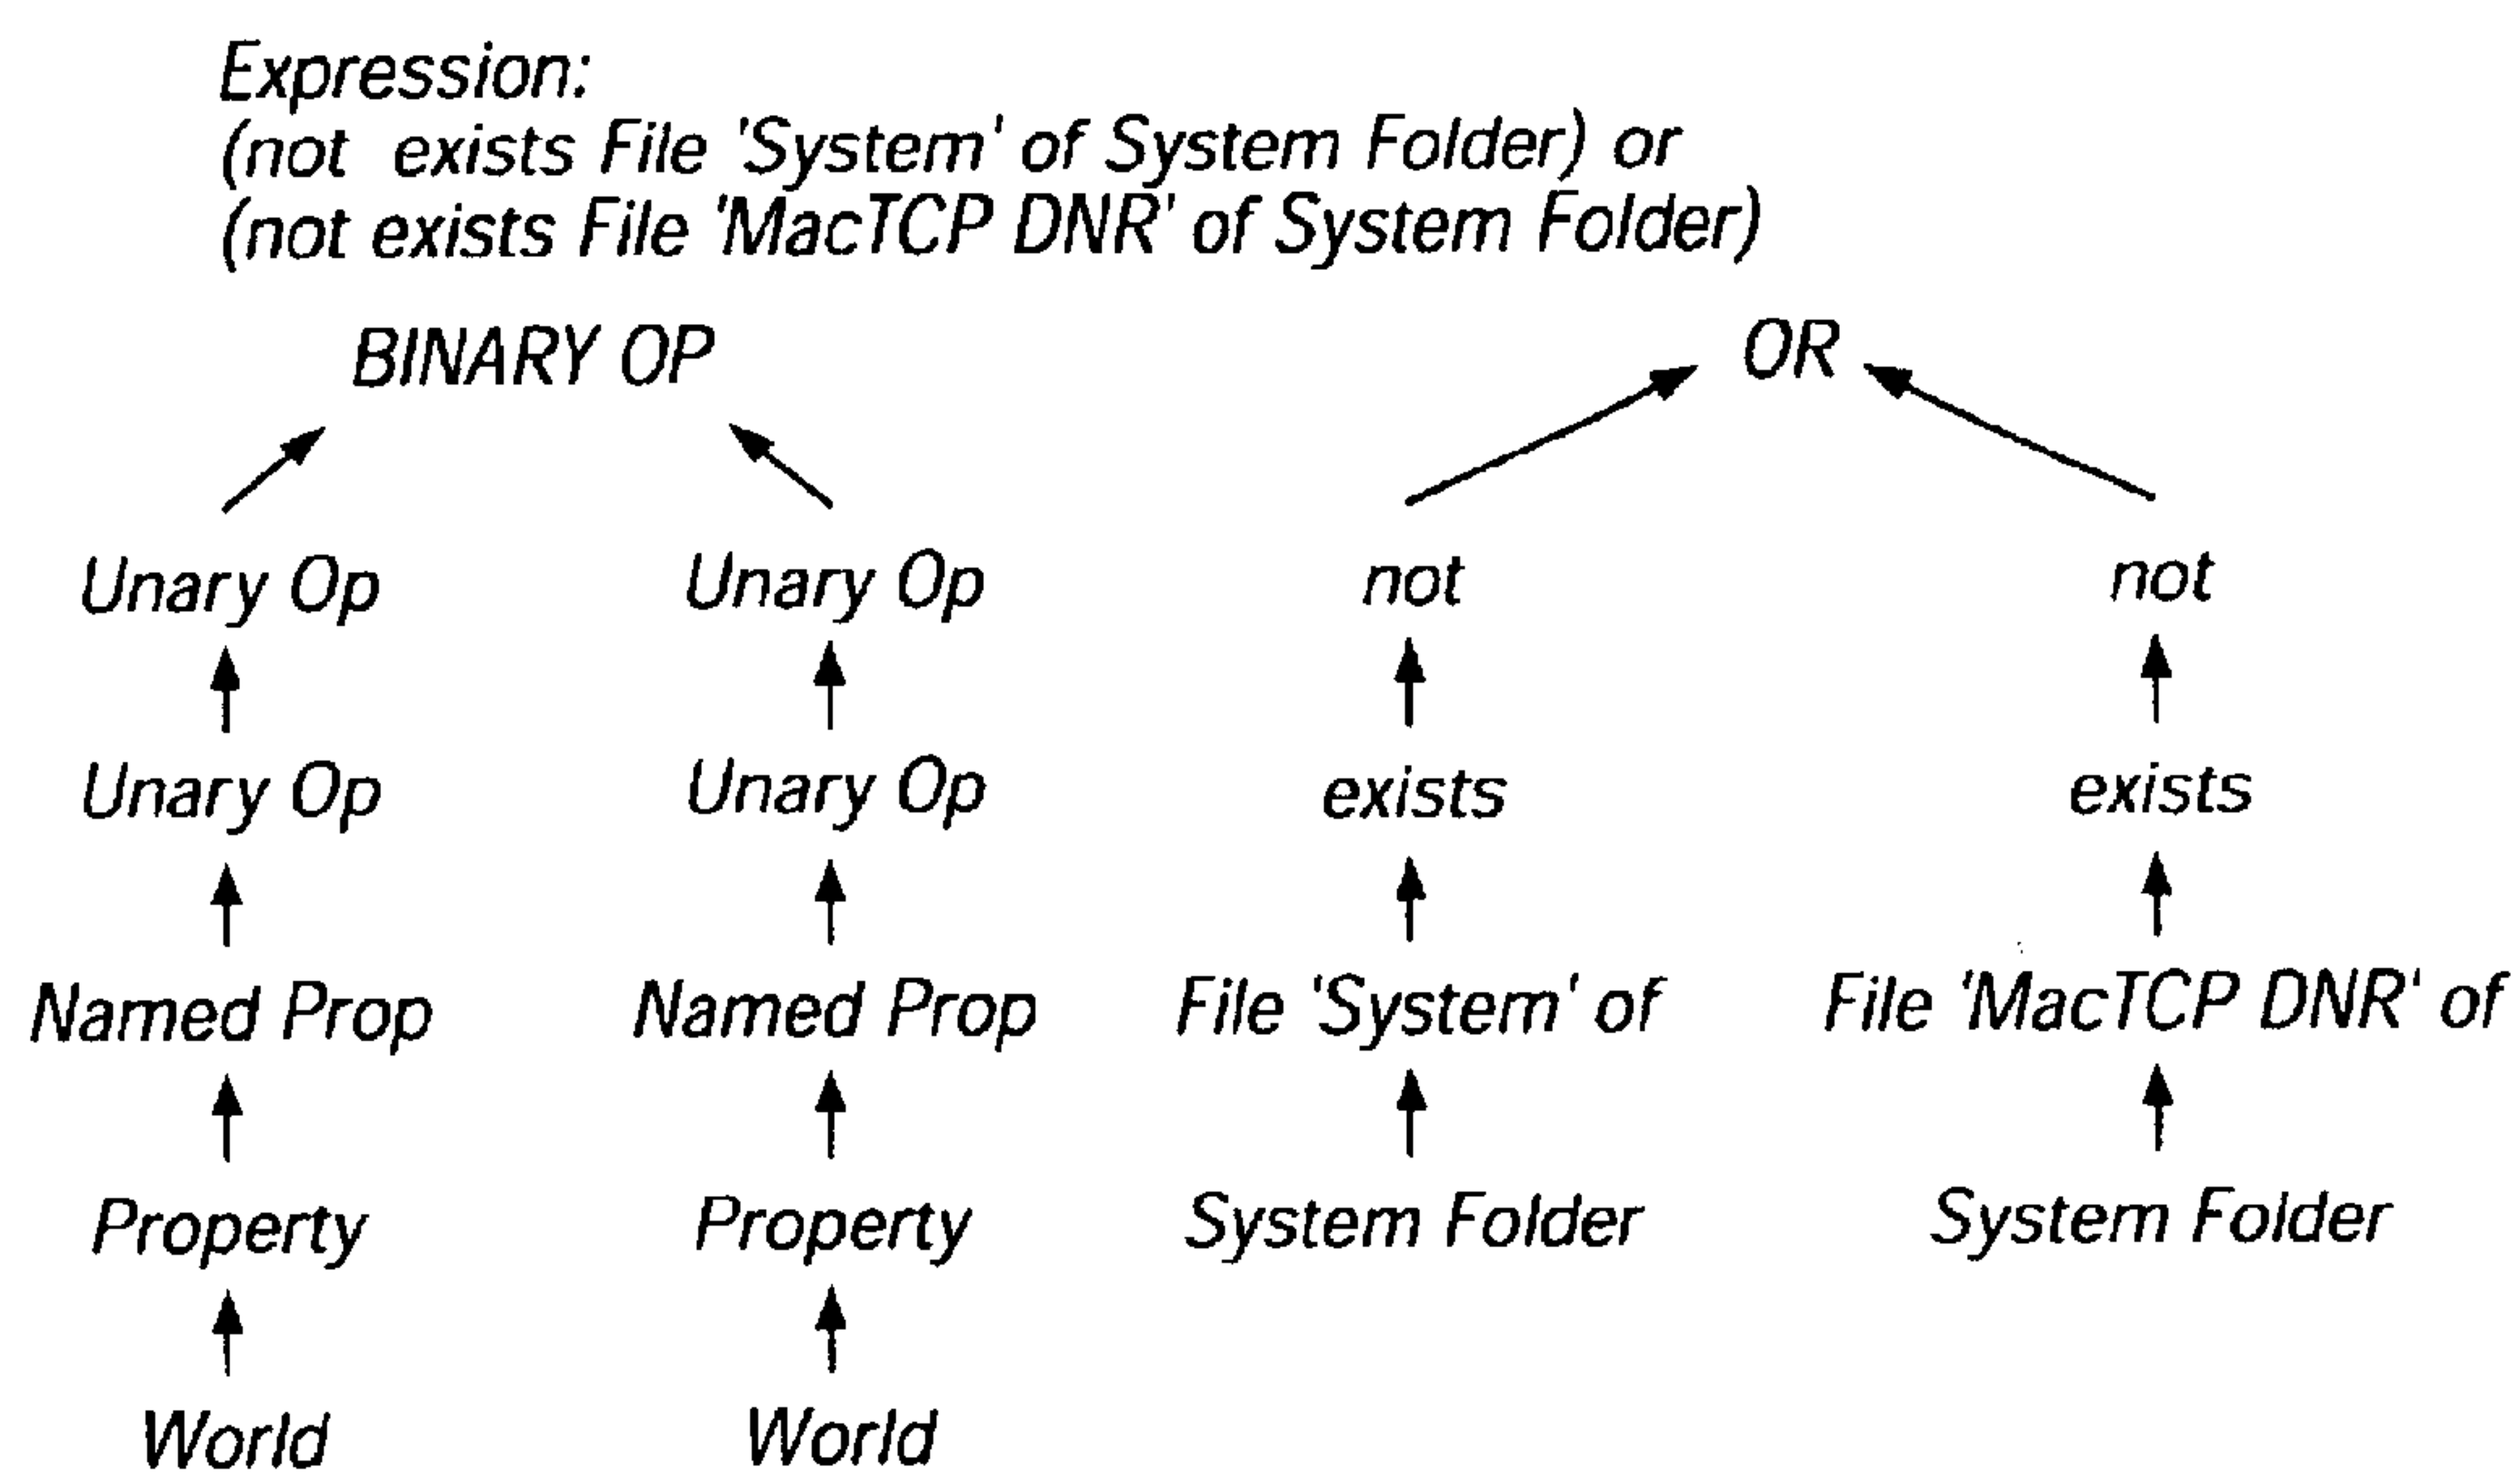 Expression:
(not exists File 'System' of System Folder) or
(not exists File 'MacTCP DNR' of System Folder)
BINARY OP OR
Unary Op Unary Op not not
Unary Op Unary Op exists exists
Named Prop Named Prop File 'System' of File 'MacTCP DNR' of
Property Property System Folder System Folder
World World